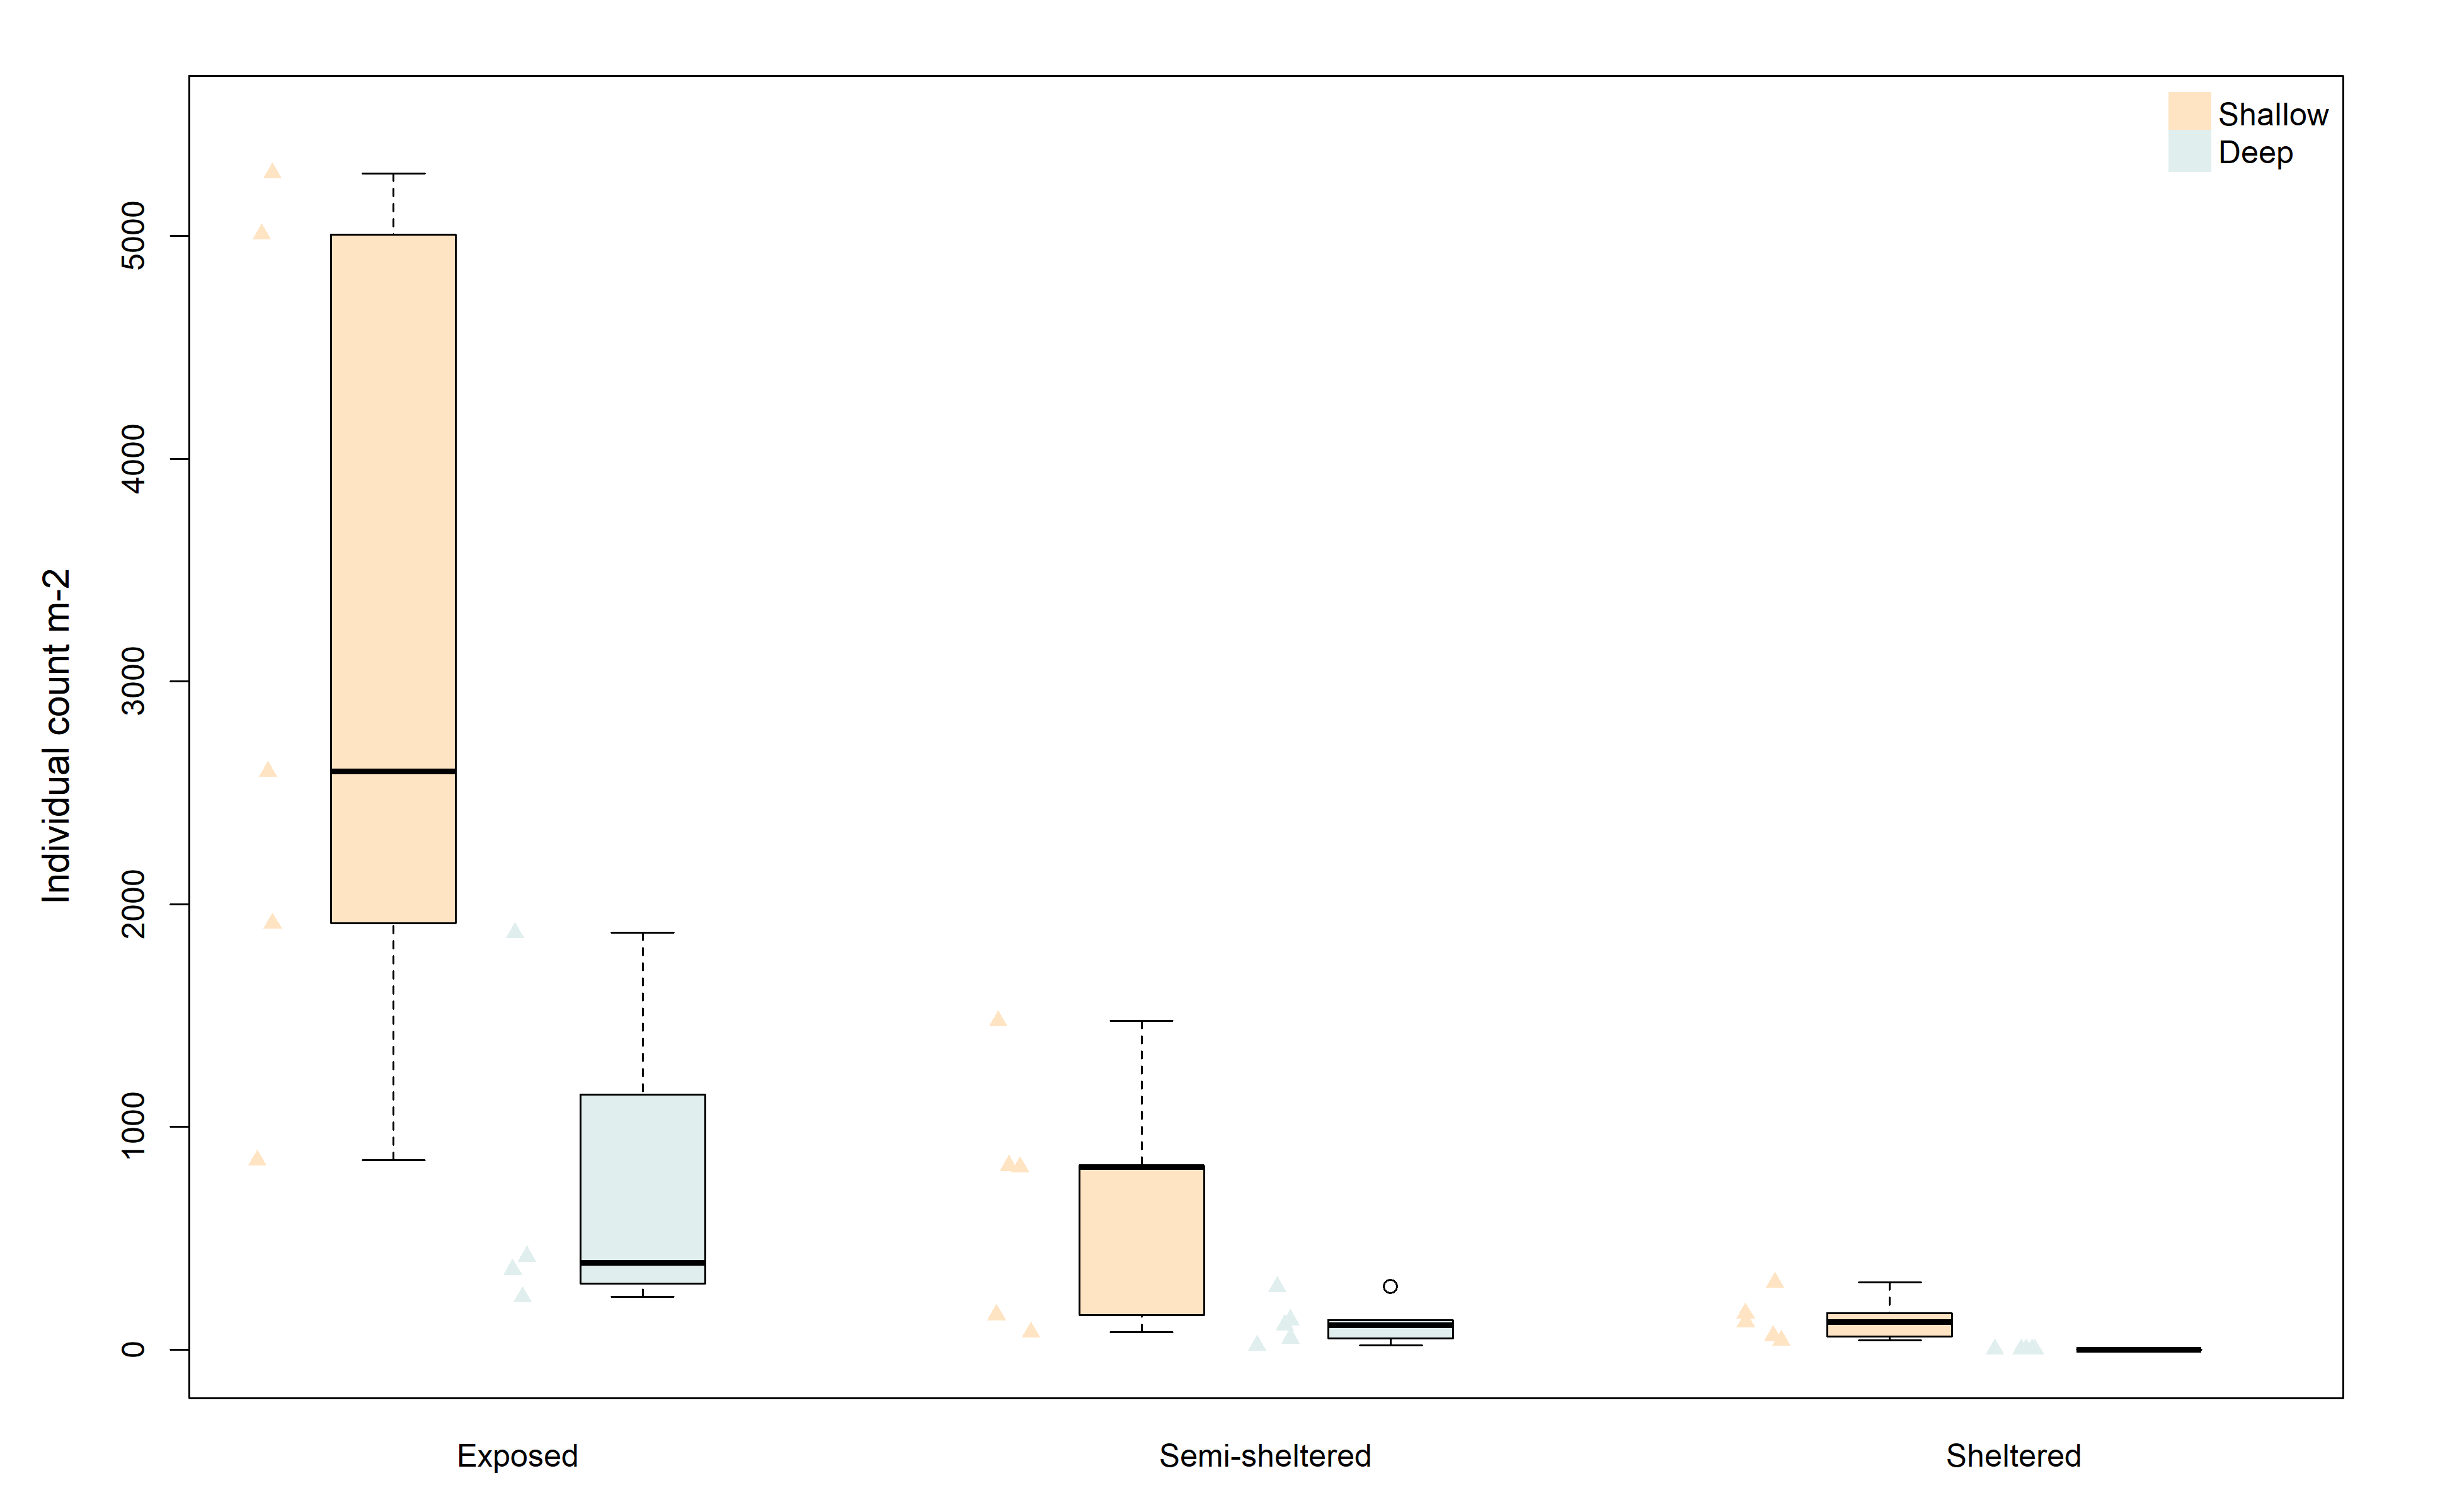 Shallow
Deep
5000
4000
3000
2000
1000
0
Individual count m-2
Exposed
Semi-sheltered
Sheltered